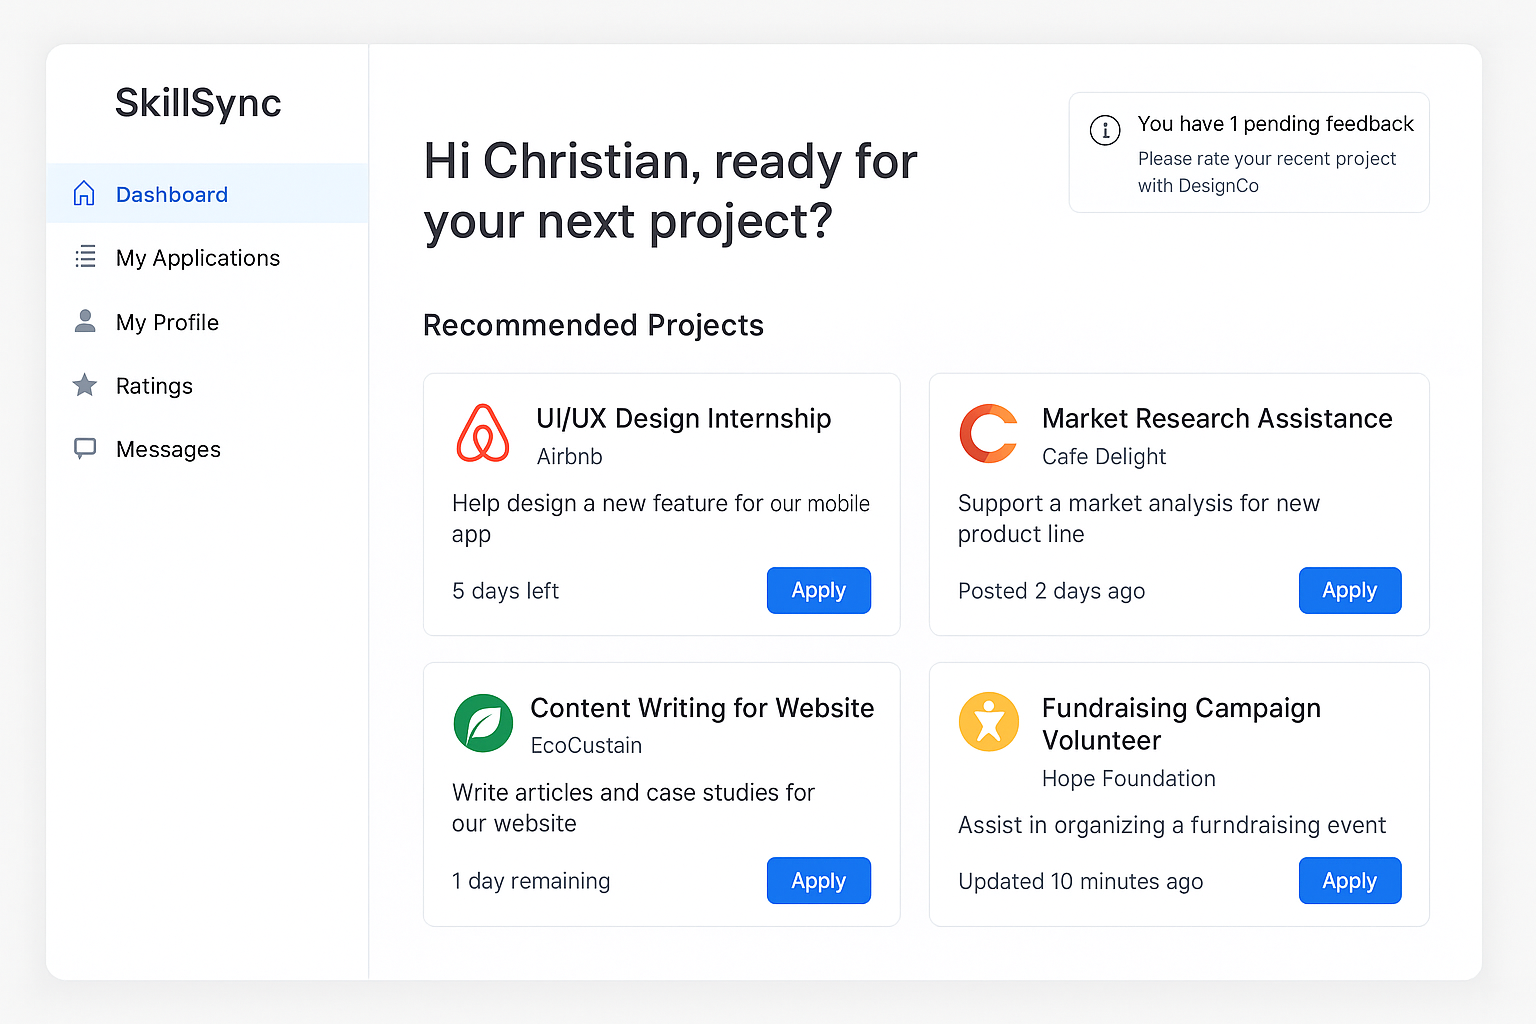 SkillSync
Dashboard
My Applications
My Profile
Ratings
Messages
Hi Christian, ready for
your next project?
You have 1 pending feedback
Please rate your recent project
with DesignCo
Recommended Projects
UI/UX Design Internship
Airbnb
Help design a new feature for our mobile
app
5 days left
Apply
Market Research Assistance
Cafe Delight
Support a market analysis for new
product line
Posted 2 days ago
Apply
Content Writing for Website
EcoCustain
Write articles and case studies for
our website
1 day remaining
Apply
Fundraising Campaign
Volunteer
Hope Foundation
Assist in organizing a furndraising event
Updated 10 minutes ago
Apply